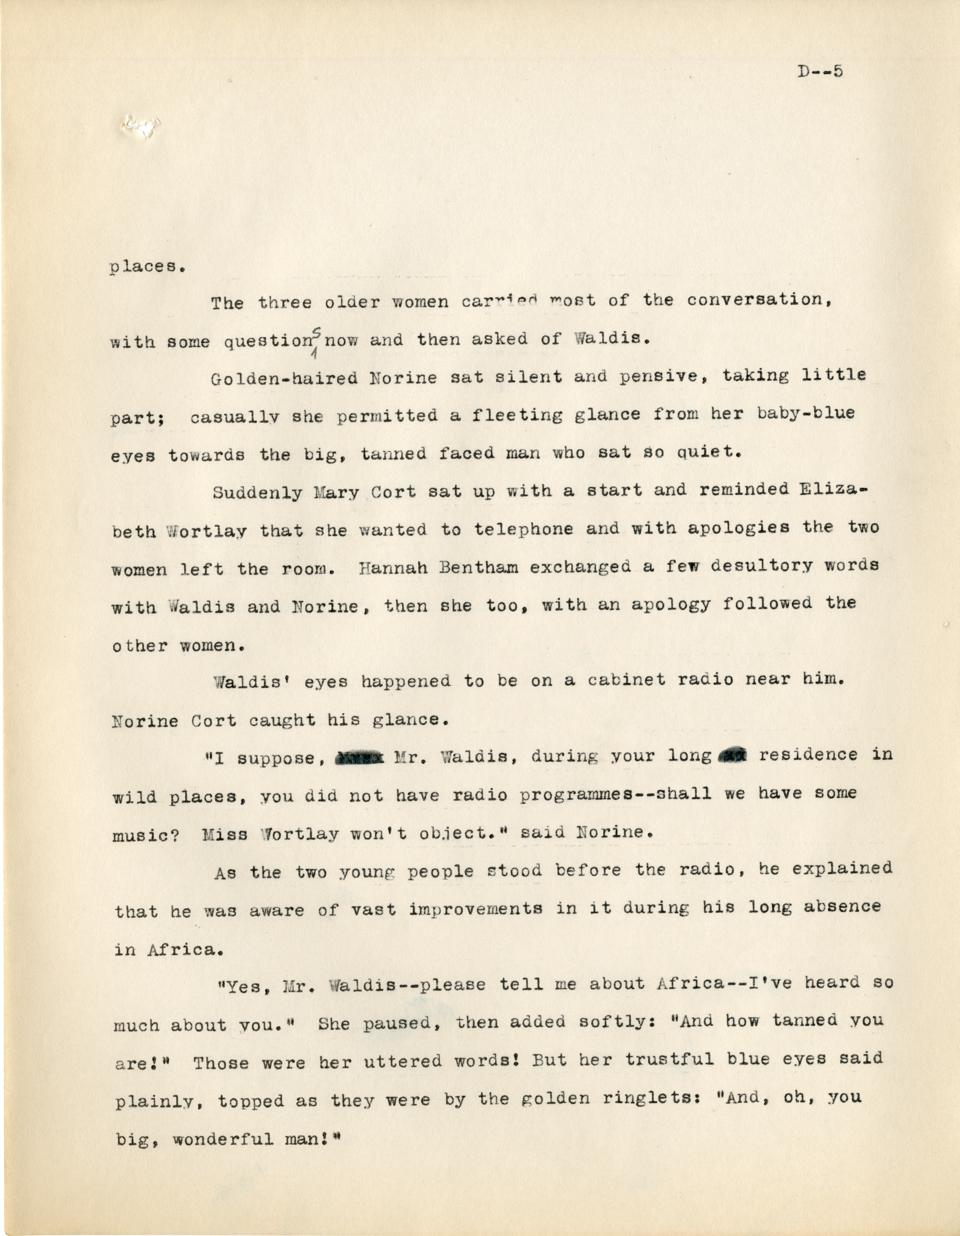 D--5
places.
The three older women carried most of the conversation,
with some questions now and then asked of Waldis.
Golden-haired Norine sat silent and pensive, taking little
part; casually she permitted a fleeting glance from her baby-blue
eyes towards the big, tanned faced man who sat so quiet.
Suddenly Mary Cort sat up with a start and reminded Eliza-
beth Wortlay that she wanted to telephone and with apologies the two
women left the room. Hannah Bentham exchanged a few desultory words
with Waldis and Norine, then she too, with an apology followed the
other women.
Waldis' eyes happened to be on a cabinet radio near him.
Norine Cort caught his glance.
"I suppose, Mr. Waldis, during your long residence in
wild places, you did not have radio programmes--shall we have some
music? Miss Wortlay won't object." said Norine.
As the two young people stood before the radio, he explained
that he was aware of vast improvements in it during his long absence
in Africa.
"Yes, Mr. Waldis--please tell me about Africa--I've heard so
much about you." She paused, then added softly: "And how tanned you
are!" Those were her uttered words! But her trustful blue eyes said
plainly, topped as they were by the golden ringlets: "And, oh, you
big, wonderful man!"